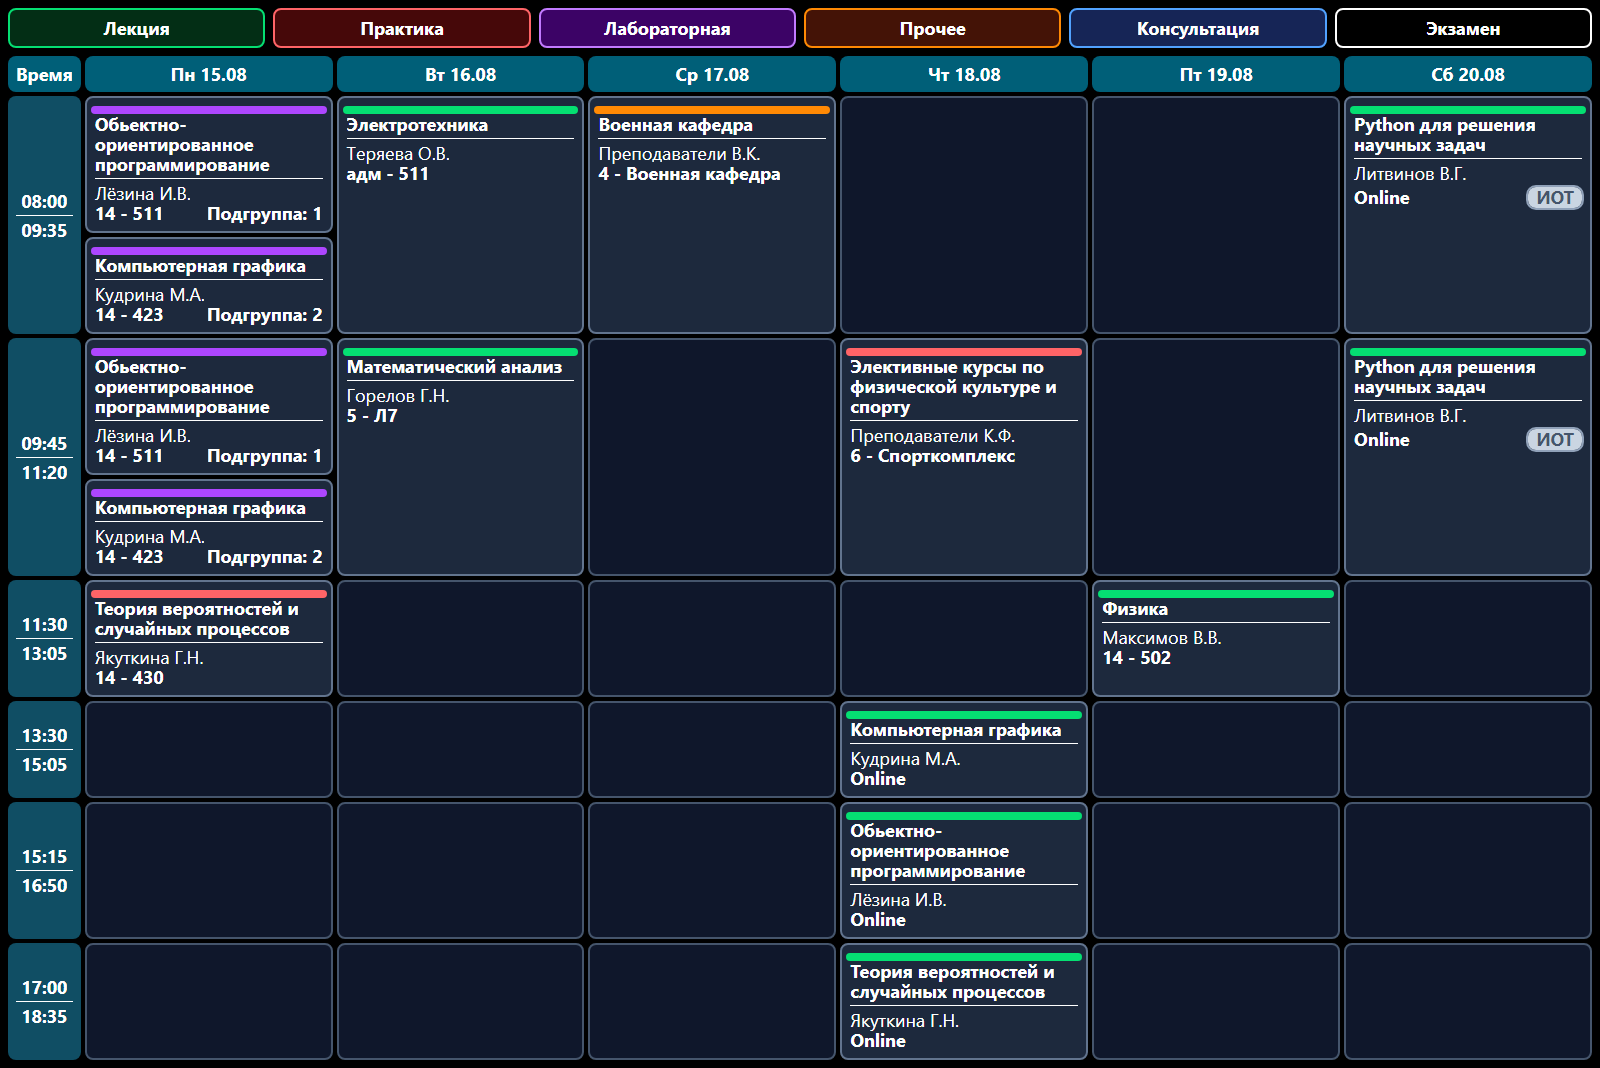 Лекция
Практика
Лабораторная
Прочее
Консультация
Экзамен
Время
Пн 15.08
Вт 16.08
Ср 17.08
Чт 18.08
Пт 19.08
Сб 20.08
08:00
09:35
Обьектно-
ориентированное
программирование
Лёзина И.В.
14 - 511 Подгруппа: 1
Компьютерная графика
Кудрина М.А.
14 - 423 Подгруппа: 2
Электротехника
Теряева О.В.
адм - 511
Военная кафедра
Преподаватели В.К.
4 - Военная кафедра
Python для решения
научных задач
Литвинов В.Г.
Online ИОТ
09:45
11:20
Обьектно-
ориентированное
программирование
Лёзина И.В.
14 - 511 Подгруппа: 1
Компьютерная графика
Кудрина М.А.
14 - 423 Подгруппа: 2
Математический анализ
Горелов Г.Н.
5 - Л7
Элективные курсы по
физической культуре и
спорту
Преподаватели К.Ф.
6 - Спорткомплекс
Python для решения
научных задач
Литвинов В.Г.
Online ИОТ
11:30
13:05
Теория вероятностей и
случайных процессов
Якуткина Г.Н.
14 - 430
Физика
Максимов В.В.
14 - 502
13:30
15:05
Компьютерная графика
Кудрина М.А.
Online
15:15
16:50
Обьектно-
ориентированное
программирование
Лёзина И.В.
Online
17:00
18:35
Теория вероятностей и
случайных процессов
Якуткина Г.Н.
Online